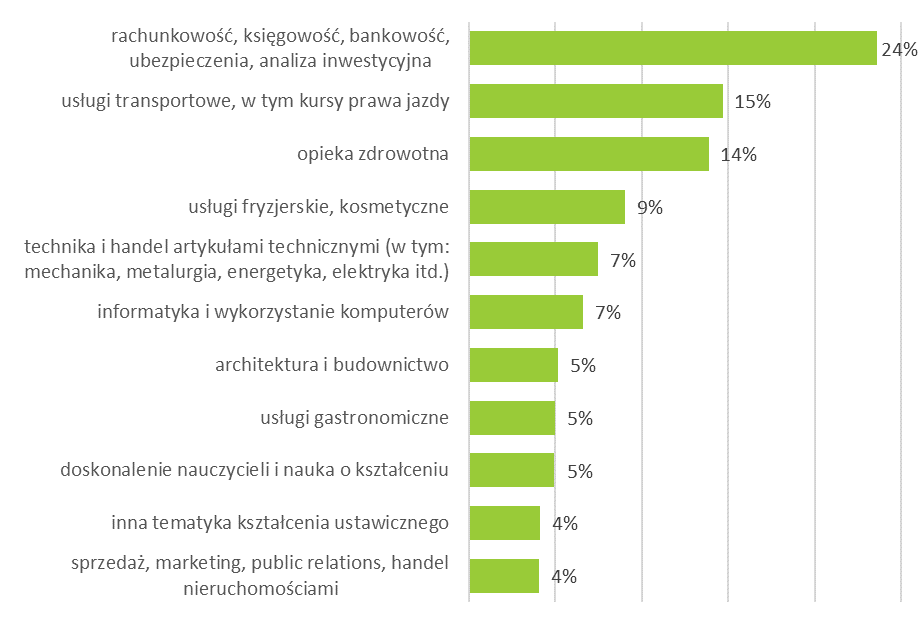 rachunkowość, księgowość, bankowość,
ubezpieczenia, analiza inwestycyjna
24%
usługi transportowe, w tym kursy prawa jazdy
15%
opieka zdrowotna
14%
usługi fryzjerskie, kosmetyczne
9%
technika i handel artykułami technicznymi (w tym:
mechanika, metalurgia, energetyka, elektryka itd.)
7%
informatyka i wykorzystanie komputerów
7%
architektura i budownictwo
5%
usługi gastronomiczne
5%
doskonalenie nauczycieli i nauka o kształceniu
5%
inna tematyka kształcenia ustawicznego
4%
sprzedaż, marketing, public relations, handel
nieruchomościami
4%